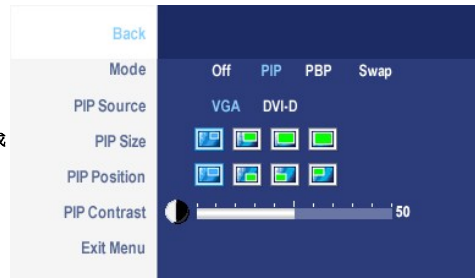 Back
Mode Off PIP PBP Swap
PIP Source VGA DVI-D
PIP Size
PIP Position
PIP Contrast 50
Exit Menu